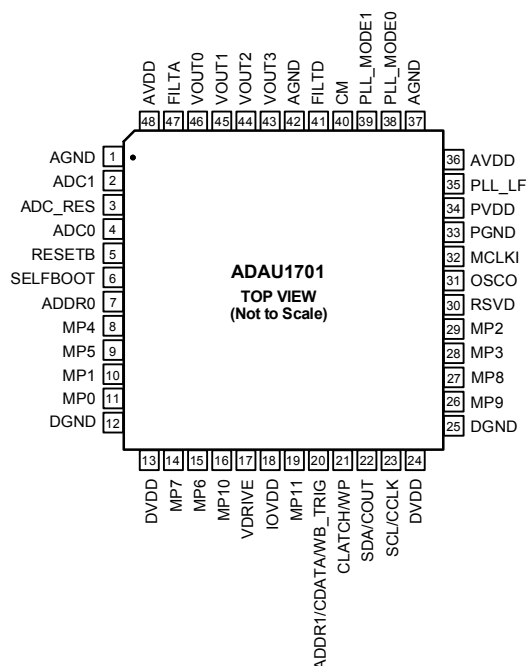 AVDD
FILTA
VOUT0
VOUT1
VOUT2
VOUT3
AGND
FILTD
CM
PLL_MODE1
PLL_MODE0
AGND
48
47
46
45
44
43
42
41
40
39
38
37
AGND 1
ADC1 2
ADC_RES 3
ADC0 4
RESETB 5
SELFBOOT 6
ADDR0 7
MP4 8
MP5 9
MP1 10
MP0 11
DGND 12
ADAU1701
TOP VIEW
(Not to Scale)
36 AVDD
35 PLL_LF
34 PVDD
33 PGND
32 MCLKI
31 OSCO
30 RSVD
29 MP2
28 MP3
27 MP8
26 MP9
25 DGND
13
14
15
16
17
18
19
20
21
22
23
24
DVDD
MP7
MP6
MP10
VDRIVE
IOVDD
MP11
ADDR1/CDATA/WB_TRIG
CLATCH/WP
SDA/COUT
SCL/CCLK
DVDD